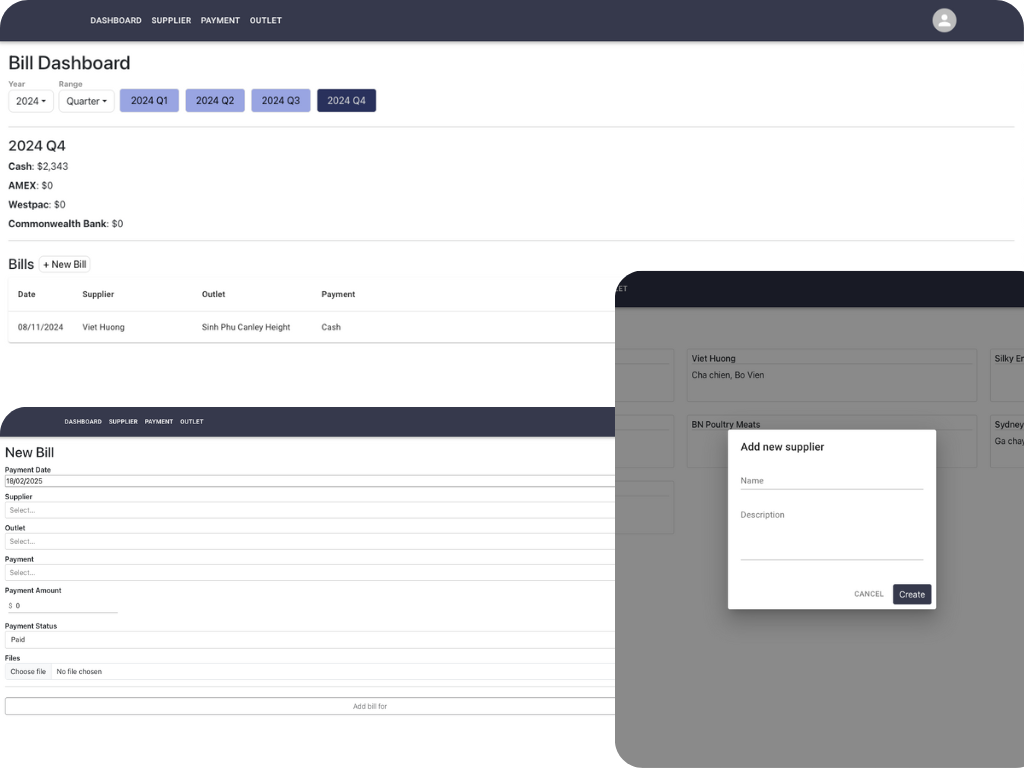 DASHBOARD SUPPLIER PAYMENT OUTLET
Bill Dashboard
Year Range
2024 Quarter 2024 Q1 2024 Q2 2024 Q3 2024 Q4
2024 Q4
Cash: $2,343
AMEX: $0
Westpac: $0
Commonwealth Bank: $0
Bills + New Bill
Date Supplier Outlet Payment
08/11/2024 Viet Huong Sinh Phu Canley Height Cash
DASHBOARD SUPPLIER PAYMENT OUTLET
New Bill
Payment Date
18/02/2025
Supplier
Select...
Outlet
Select...
Payment
Select...
Payment Amount
$ 0
Payment Status
Paid
Files
Choose file No file chosen
Add bill for
ET
Viet Huong Silky En
Cha chien, Bo Vien
BN Poultry Meats Sydney
Ga chay
Add new supplier
Name
Description
CANCEL Create